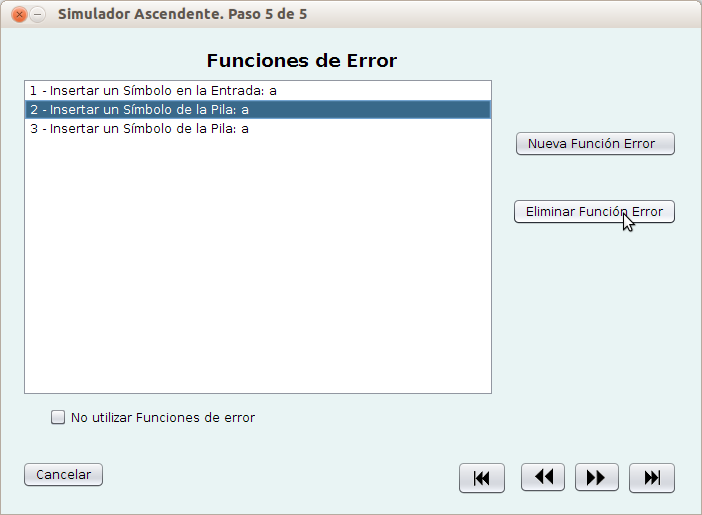 Simulador Ascendente. Paso 5 de 5
Funciones de Error
1 - Insertar un Símbolo en la Entrada: a
2 - Insertar un Símbolo de la Pila: a
3 - Insertar un Símbolo de la Pila: a
Nueva Función Error
Eliminar Función Error
No utilizar Funciones de error
Cancelar